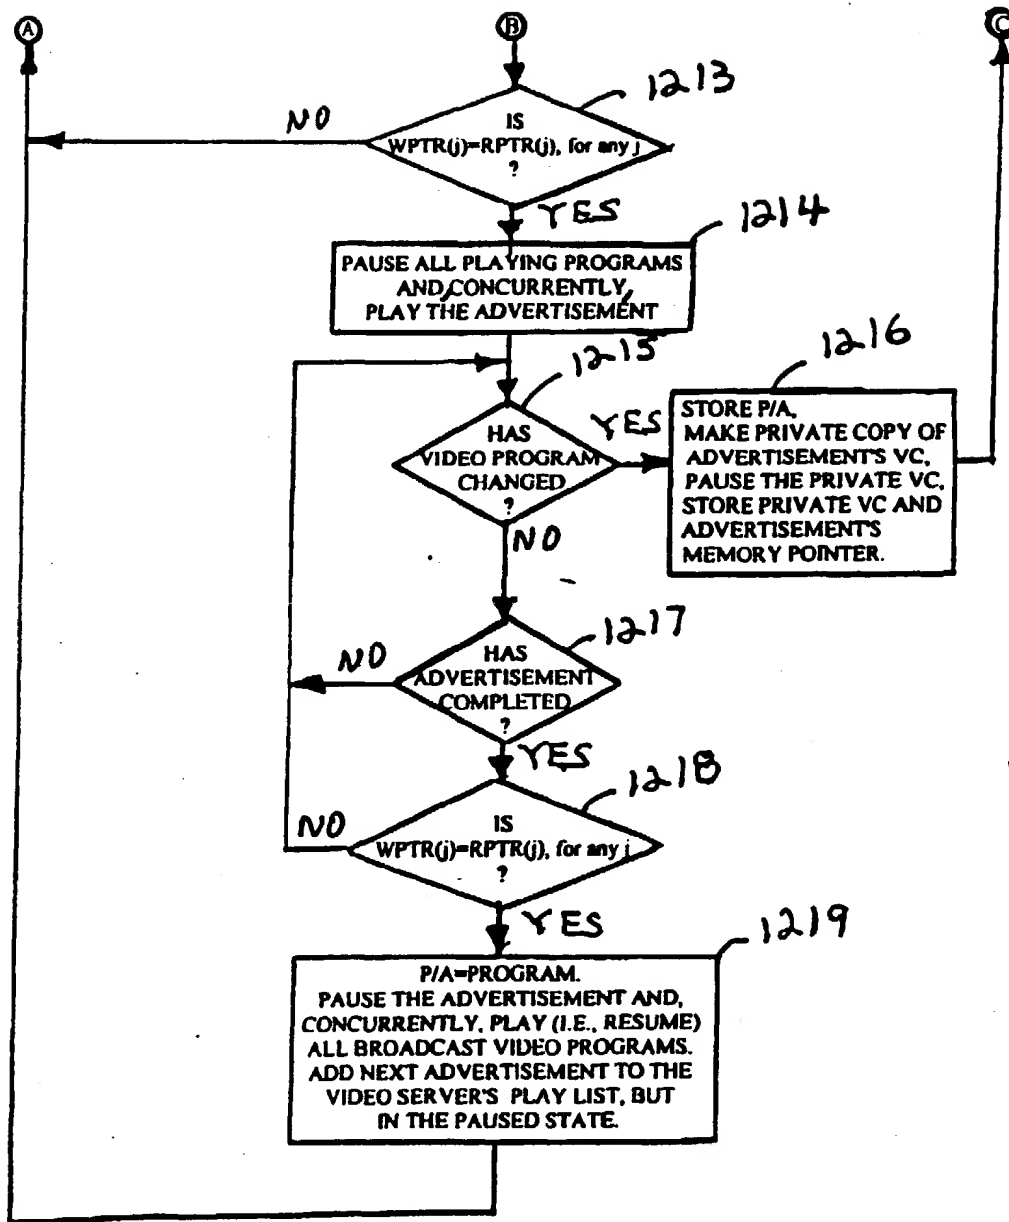 A
B
C
1213
NO
IS
WPTR(j)=RPTR(j), for any j
?
YES
1214
PAUSE ALL PLAYING PROGRAMS
AND, CONCURRENTLY,
PLAY THE ADVERTISEMENT
1215
HAS
VIDEO PROGRAM
CHANGED
?
YES
1216
STORE P/A,
MAKE PRIVATE COPY OF
ADVERTISEMENT'S VC,
PAUSE THE PRIVATE VC,
STORE PRIVATE VC AND
ADVERTISEMENT'S
MEMORY POINTER.
NO
1217
HAS
ADVERTISEMENT
COMPLETED
?
NO
YES
1218
IS
WPTR(j)=RPTR(j), for any j
?
NO
YES
1219
P/A=PROGRAM.
PAUSE THE ADVERTISEMENT AND,
CONCURRENTLY, PLAY (I.E., RESUME)
ALL BROADCAST VIDEO PROGRAMS.
ADD NEXT ADVERTISEMENT TO THE
VIDEO SERVER'S PLAY LIST, BUT
IN THE PAUSED STATE.